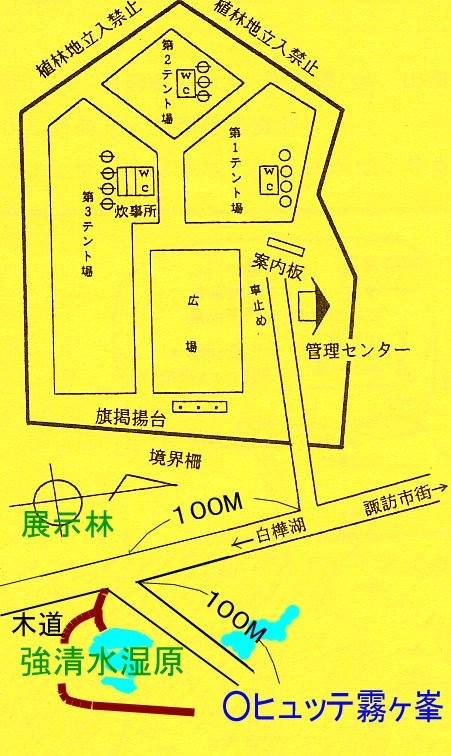 植林地立入禁止
植林地立入禁止
第2テント場
WC
第1テント場
WC
第3テント場
WC
炊事所
案内板
車止め
広場
管理センター
旗掲揚台
境界柵
100M
諏訪市街
白樺湖
展示林
木道
100M
強清水湿原
〇ヒュッテ霧ヶ峯